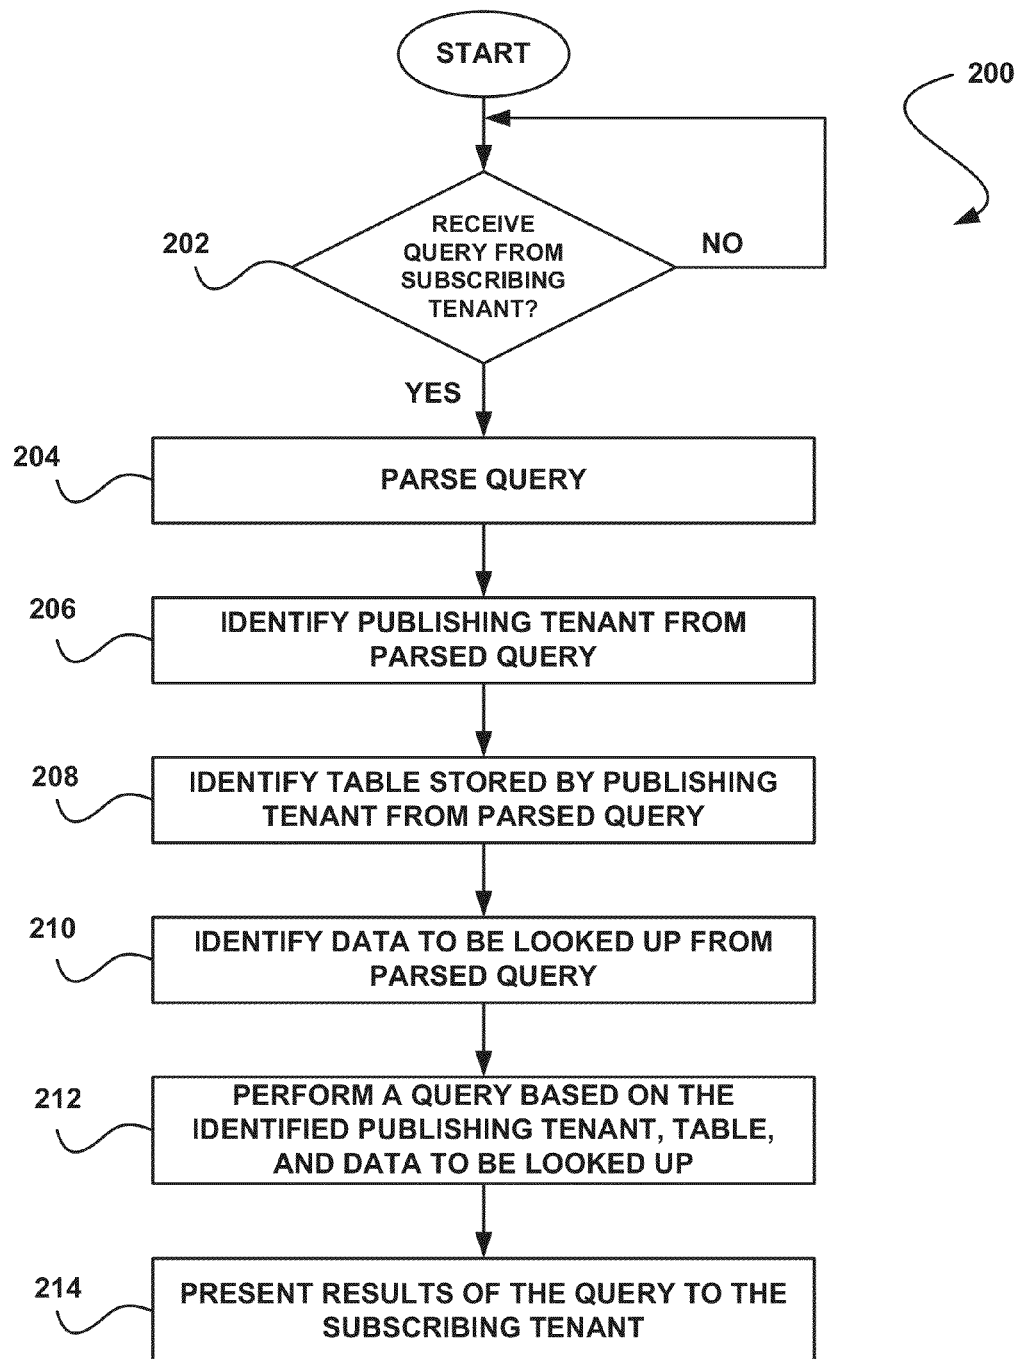 START
200
RECEIVE
QUERY FROM
SUBSCRIBING
TENANT?
202
NO
YES
204
PARSE QUERY
206
IDENTIFY PUBLISHING TENANT FROM
PARSED QUERY
208
IDENTIFY TABLE STORED BY PUBLISHING
TENANT FROM PARSED QUERY
210
IDENTIFY DATA TO BE LOOKED UP FROM
PARSED QUERY
212
PERFORM A QUERY BASED ON THE
IDENTIFIED PUBLISHING TENANT, TABLE,
AND DATA TO BE LOOKED UP
214
PRESENT RESULTS OF THE QUERY TO THE
SUBSCRIBING TENANT